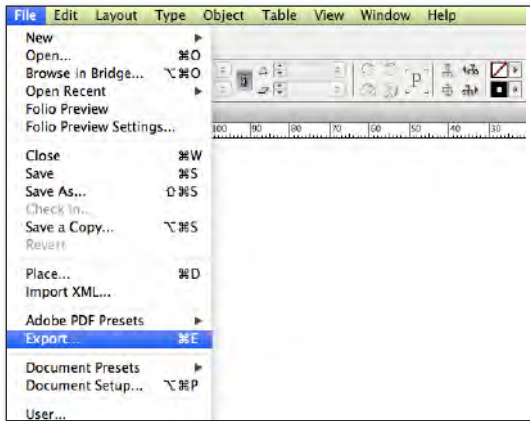 File Edit Layout Type Object Table View Window Help
New
Open... ⌘O
Browse in Bridge... ⌥⌘O
Open Recent
Folio Preview
Folio Preview Settings...
100 90 80 70 60 50 40 30
Close ⌘W
Save ⌘S
Save As... ⇧⌘S
Check In...
Save a Copy... ⌥⌘S
Revert
Place... ⌘D
Import XML...
Adobe PDF Presets
Export... ⌘E
Document Presets
Document Setup... ⌥⌘P
User...